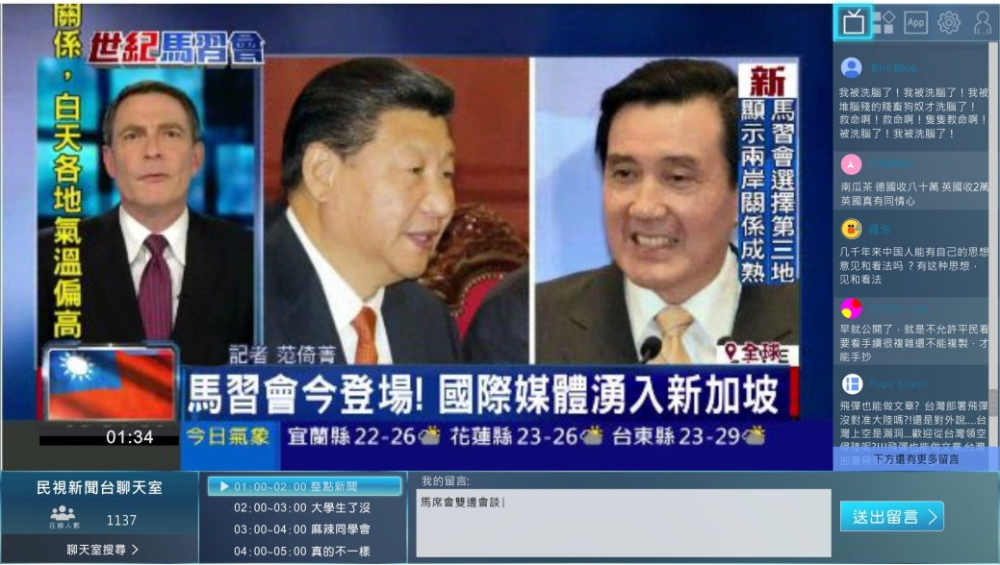 關係，白天各地氣溫偏高
世紀馬習會
新
馬習會選擇第三地
顯示兩岸關係成熟
記者 范倚菁
全球
馬習會今登場! 國際媒體湧入新加坡
01:34
今日氣象 宜蘭縣 22-26 花蓮縣 23-26 台東縣 23-29
App
Eric Blue
我被洗腦了！我被洗腦了！我被
堆腦殘的賤畜狗奴才洗腦了！
救命啊！救命啊！隻隻教命啊！
被洗腦了！我被洗腦了！
南瓜茶 德國收八十萬 英國收2萬
英國真有同情心
醬油
几千年来中国人能有自己的思想
意见和看法吗？有这种思想．
见和看法
早就公開了．就是不允許平民看
要看手續很複雜還不能複製．才
能手抄
Pupu power
飛彈也能做文章? 台灣部署飛彈
沒對准大陸嗎?!還是對外說....台
灣上空是漏洞...歡迎從台灣領空
侵陸呢?!!!飛彈也能做文章,台灣
下方還有更多留言
民視新聞台聊天室
在線人數
1137
聊天室搜尋 >
01:00~02:00 整點新聞
02:00~03:00 大學生了沒
03:00~04:00 麻辣同學會
04:00~05:00 真的不一樣
我的留言:
馬席會雙邊會談
送出留言 >